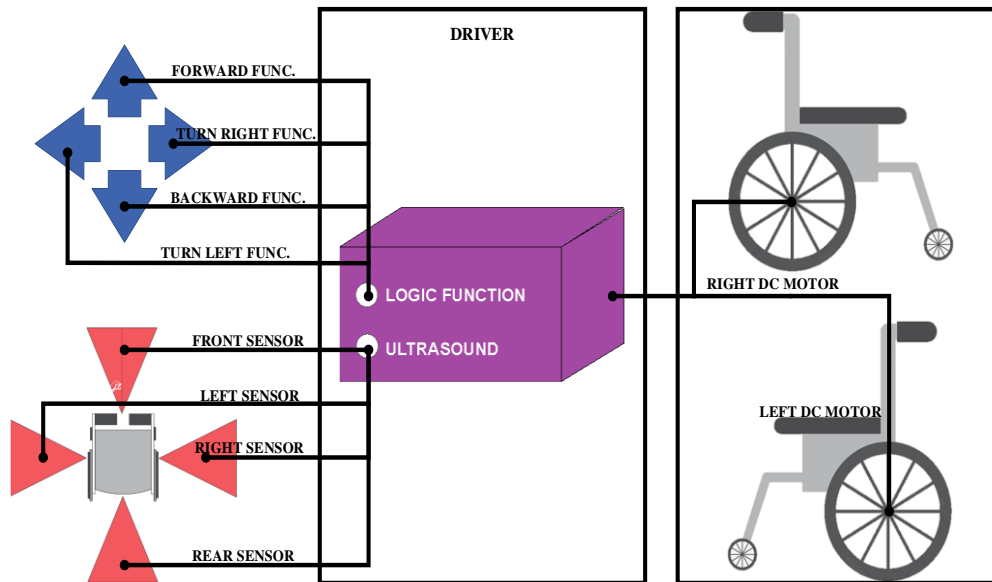 DRIVER
FORWARD FUNC.
TURN RIGHT FUNC.
BACKWARD FUNC.
TURN LEFT FUNC.
LOGIC FUNCTION
ULTRASOUND
RIGHT DC MOTOR
FRONT SENSOR
LEFT SENSOR
RIGHT SENSOR
REAR SENSOR
LEFT DC MOTOR